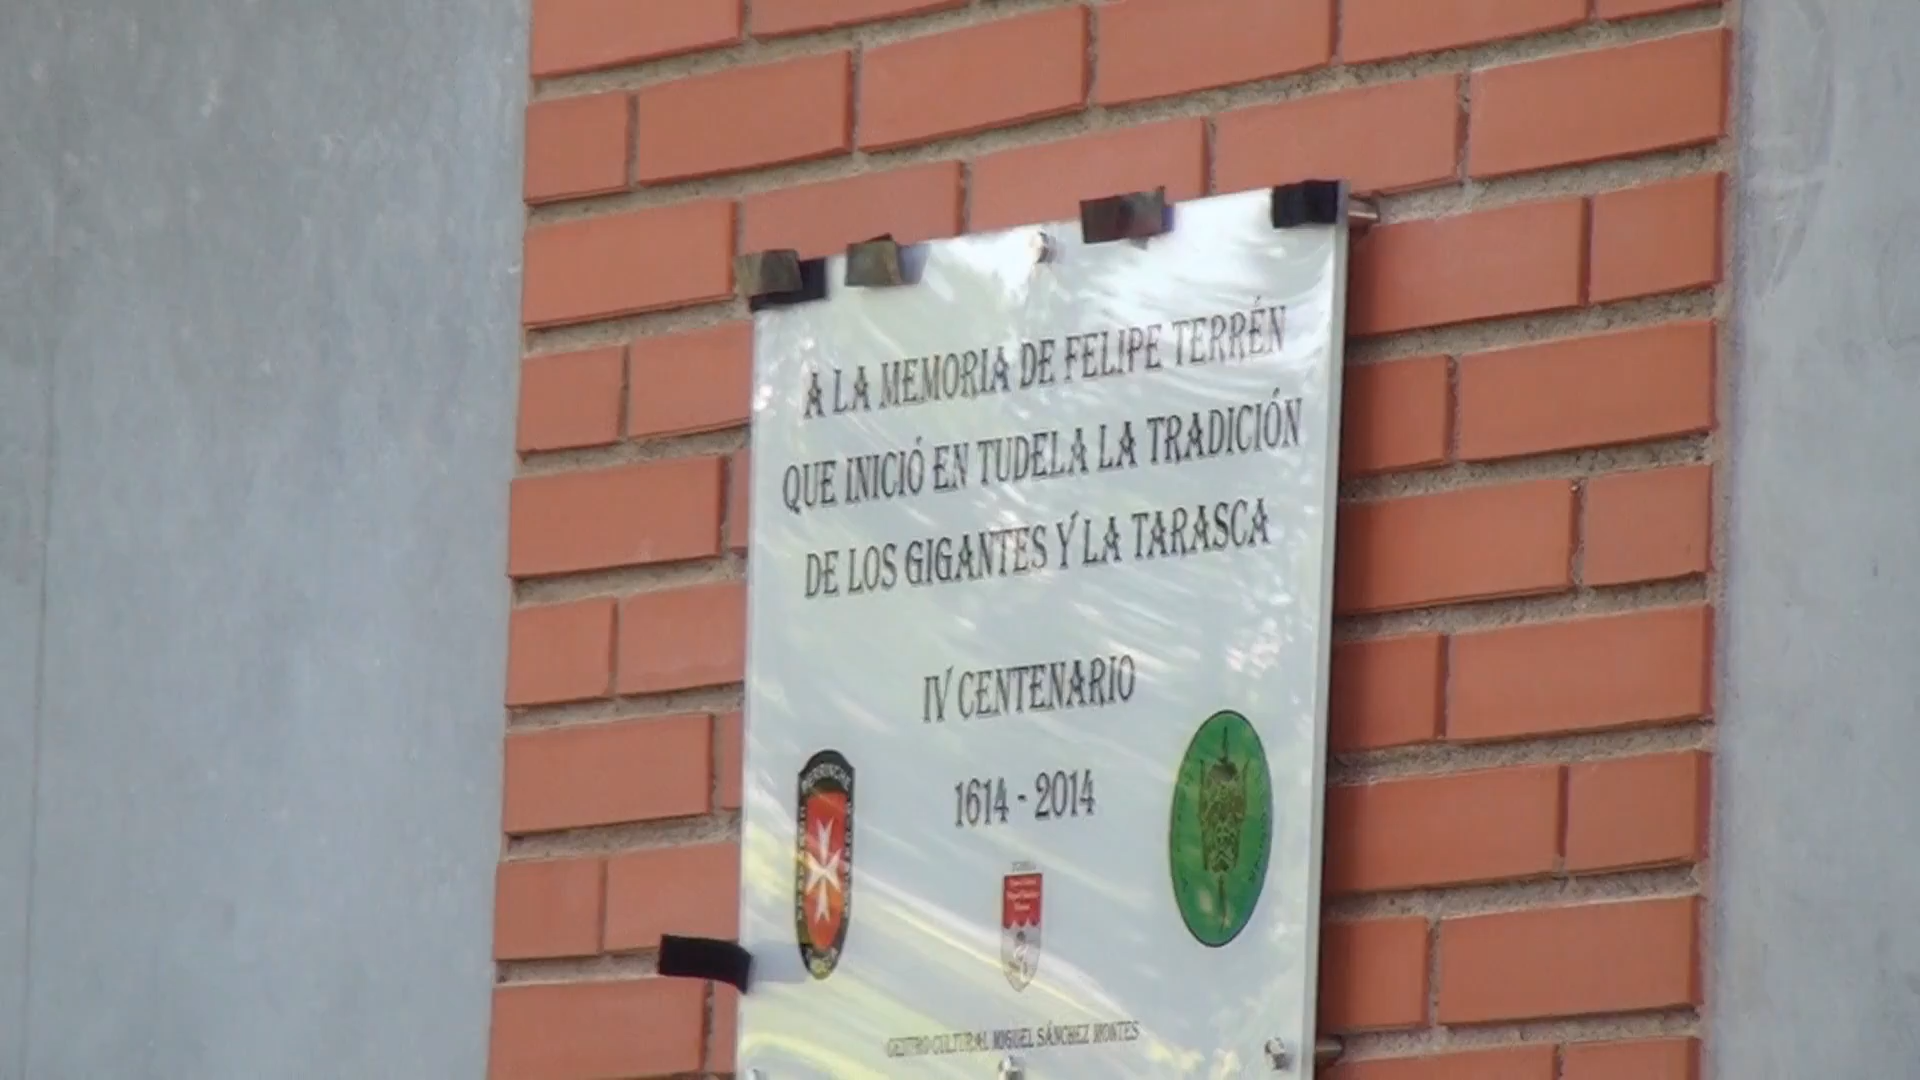 A LA MEMORIA DE FELIPE TERRÉN
QUE INICIÓ EN TUDELA LA TRADICIÓN
DE LOS GIGANTES Y LA TARASCA
IV CENTENARIO
1614 - 2014
CENTRO CULTURAL MIGUEL SÁNCHEZ MONTES